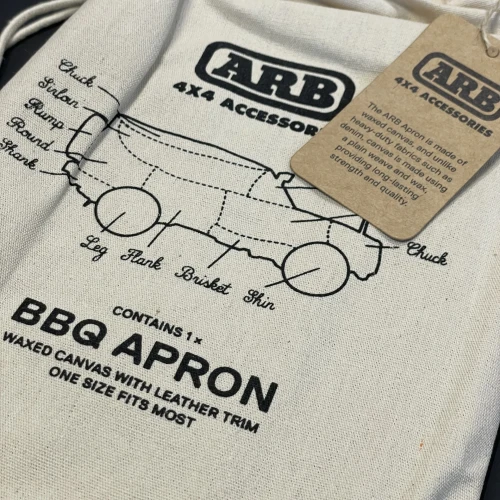 ARB
4X4 ACCESSOR
Chuck
Sirloin
Rump
Round
Shank
Leg Flank Brisket Shin
Chuck
CONTAINS 1 x
BBQ APRON
WAXED CANVAS WITH LEATHER TRIM
ONE SIZE FITS MOST
ARB
4X4 ACCESSORIES
The ARB Apron is made of
waxed canvas, and unlike
heavy-duty fabrics such as
denim, canvas is made using
a plain weave and wax,
providing long-lasting
strength and quality.